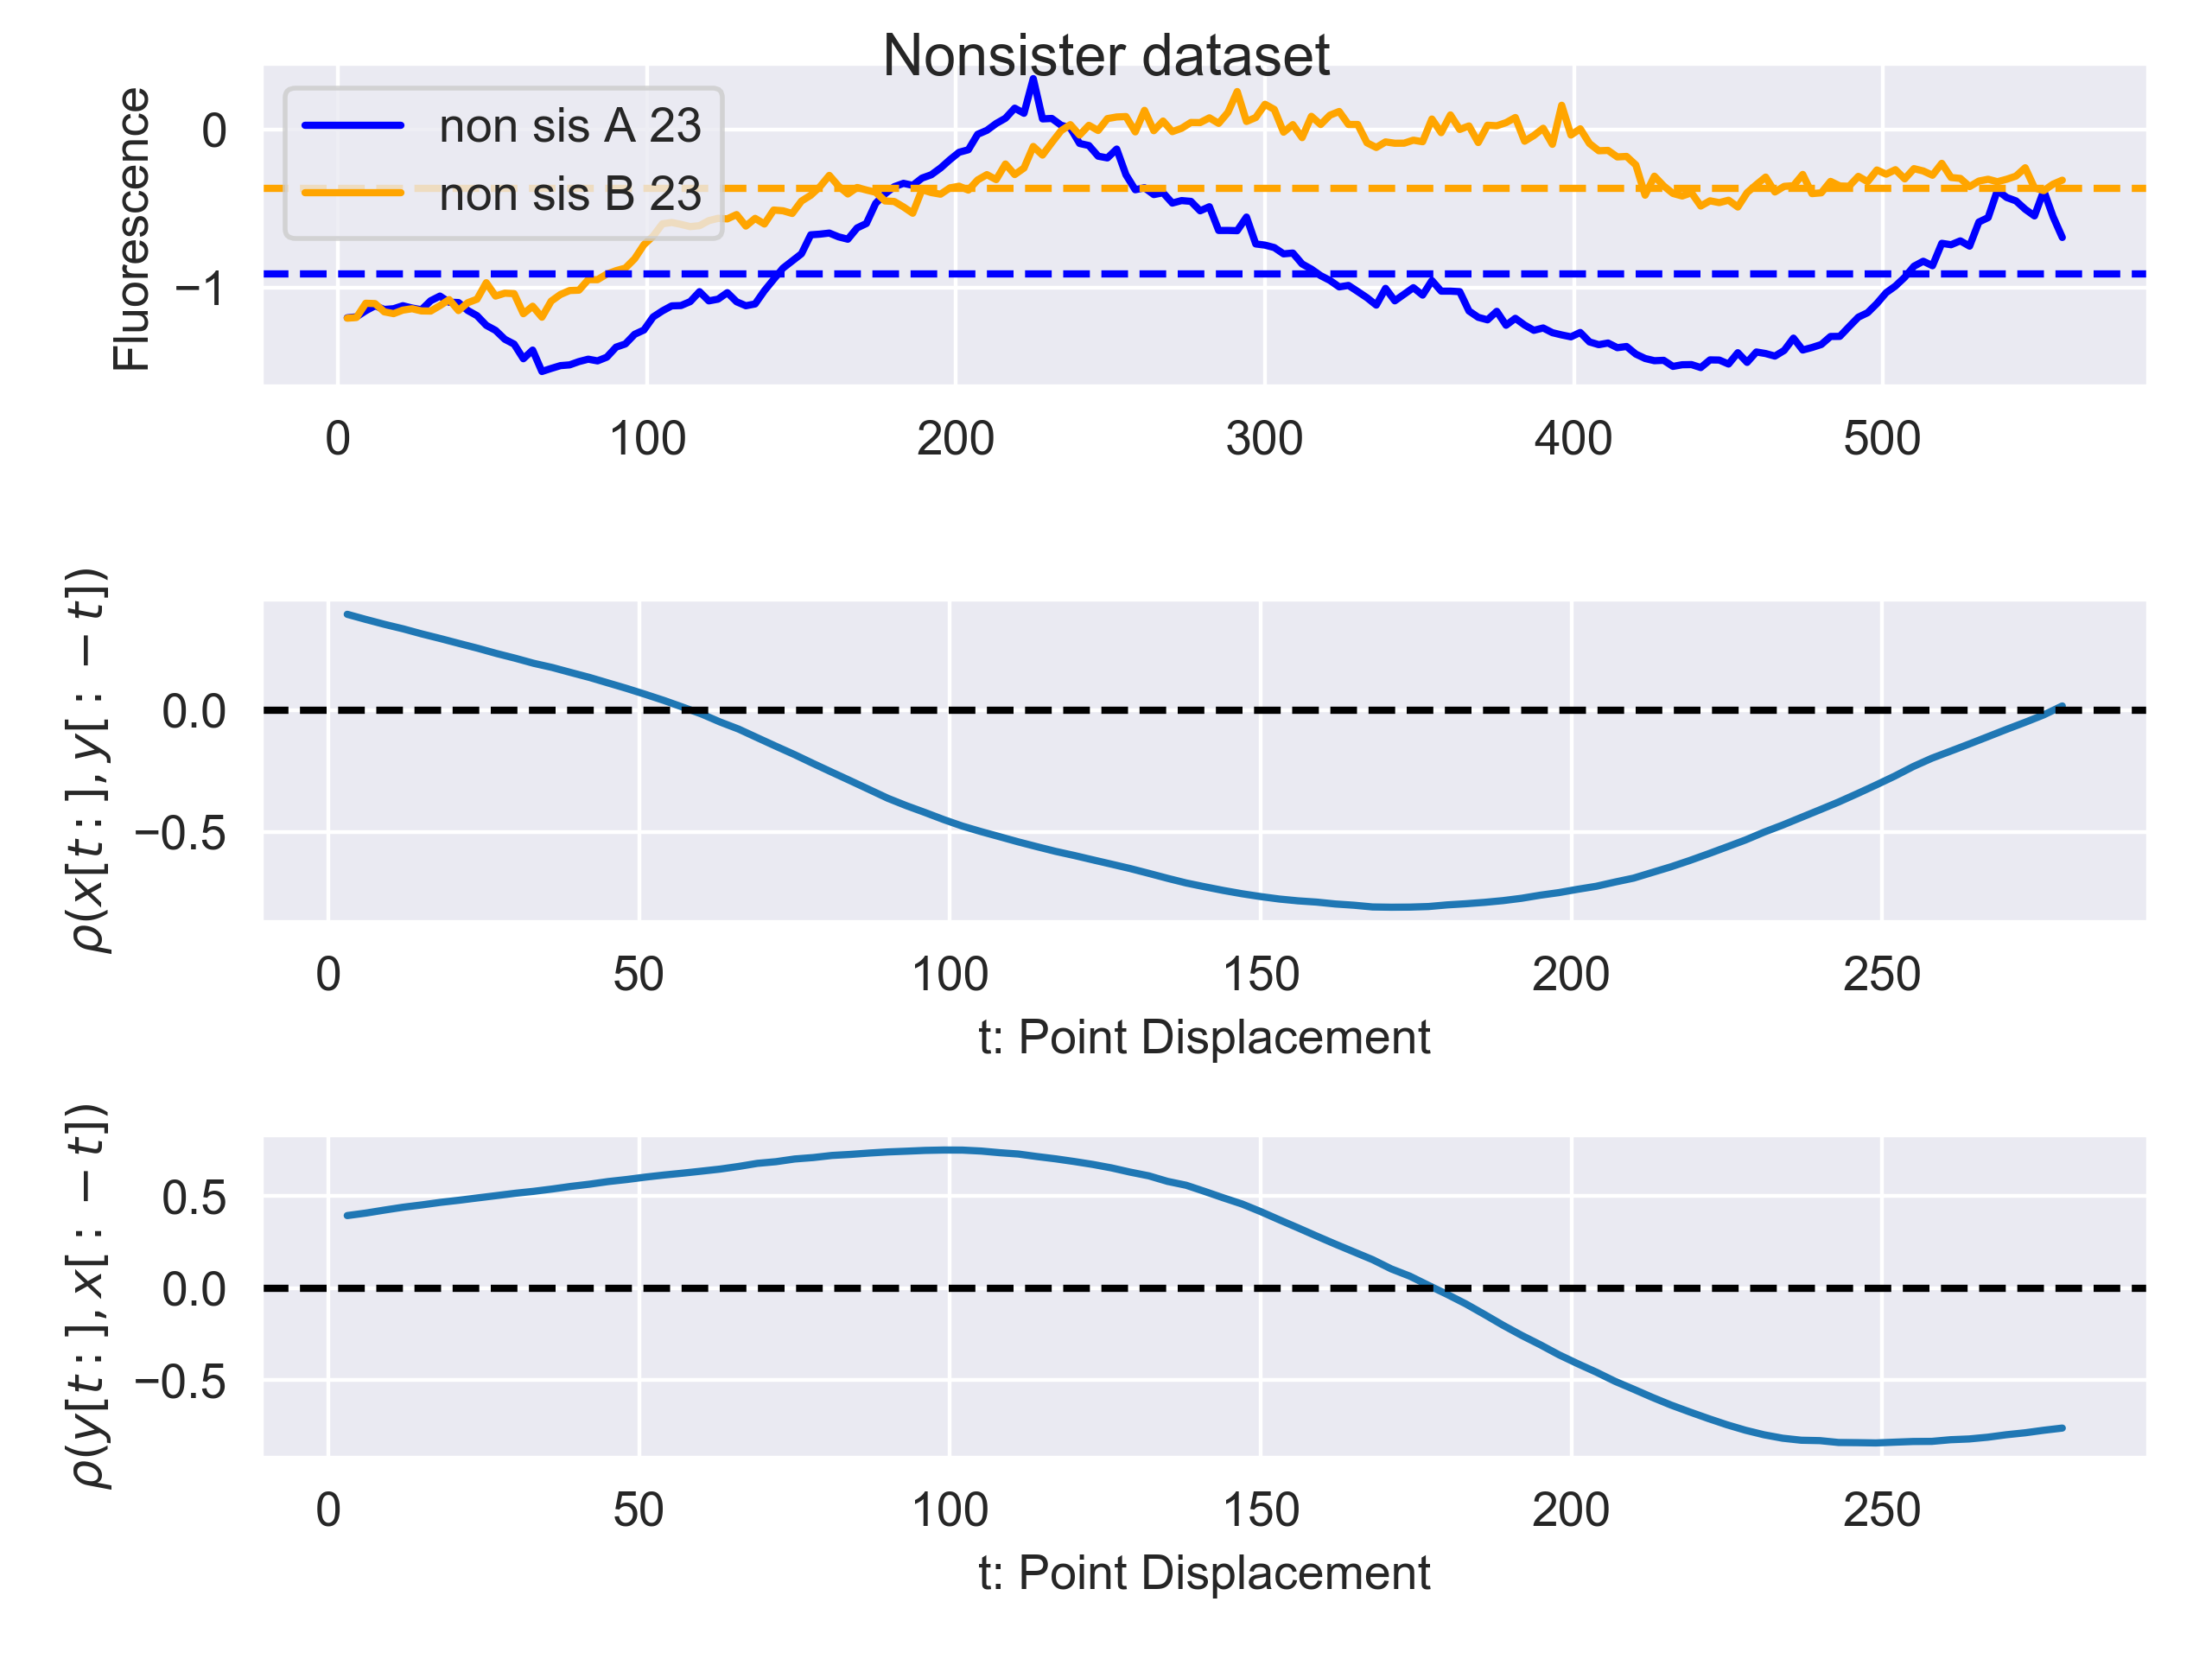 Nonsister dataset
Fluorescence
0
−1
non sis A 23
non sis B 23
0 100 200 300 400 500
ρ(x[t:], y[:−t])
0.0
−0.5
0 50 100 150 200 250
t: Point Displacement
ρ(y[t:], x[:−t])
0.5
0.0
−0.5
0 50 100 150 200 250
t: Point Displacement